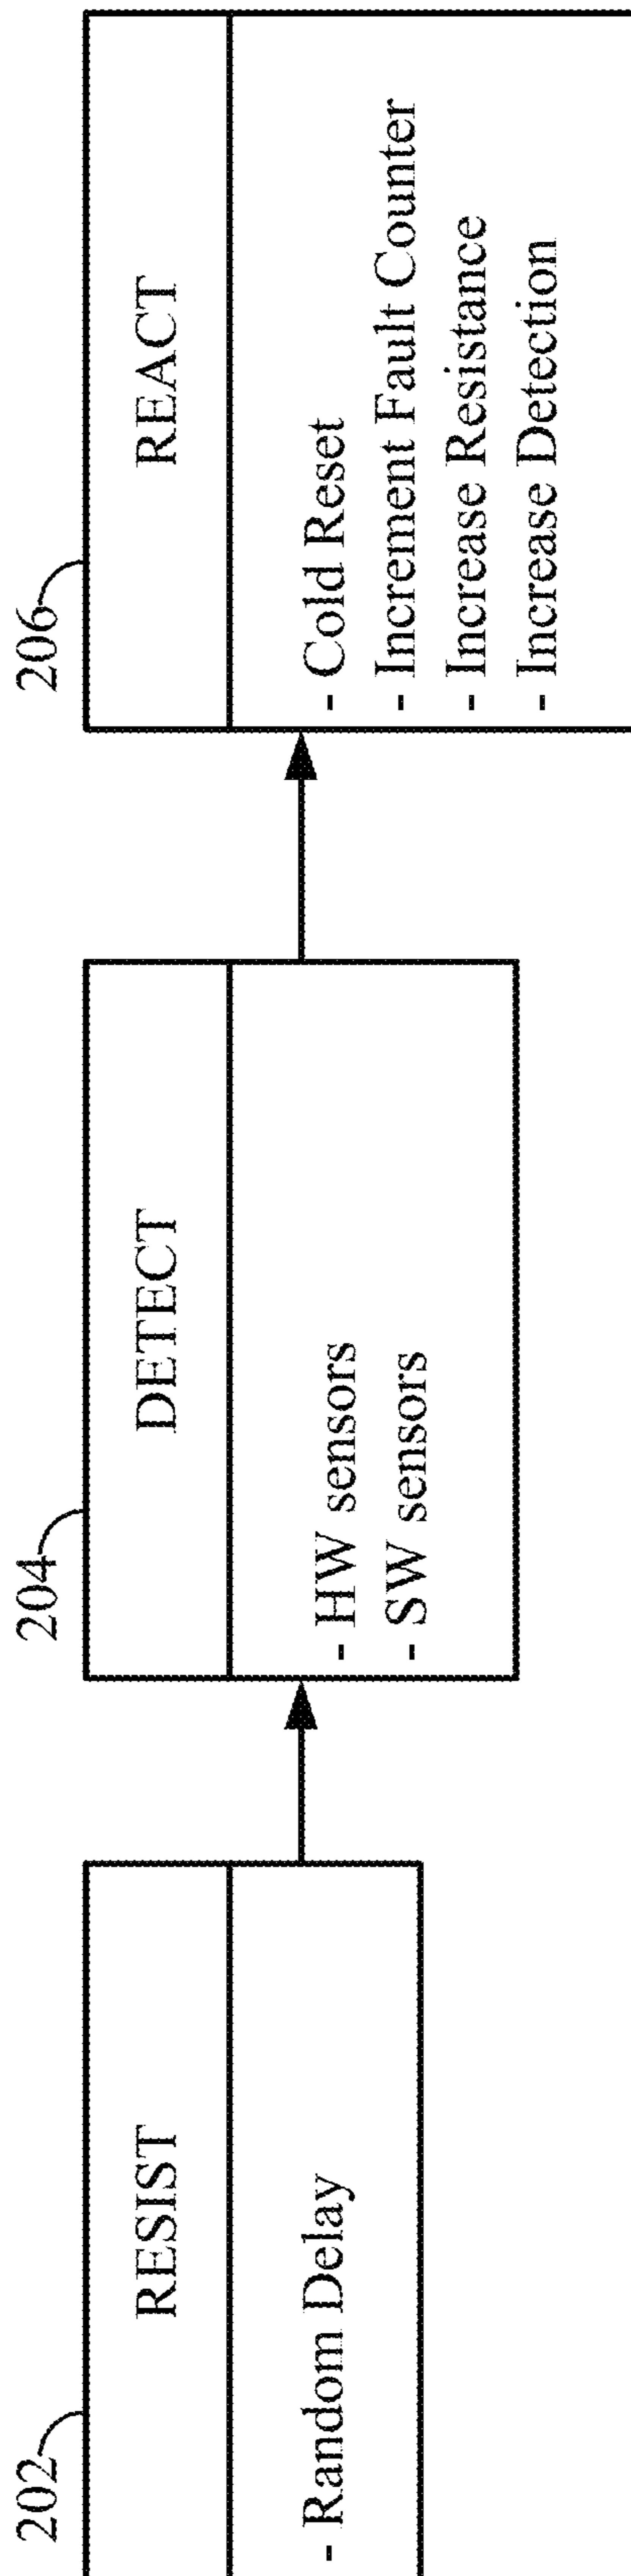 202
RESIST
- Random Delay
204
DETECT
- HW sensors
- SW sensors
206
REACT
- Cold Reset
- Increment Fault Counter
- Increase Resistance
- Increase Detection